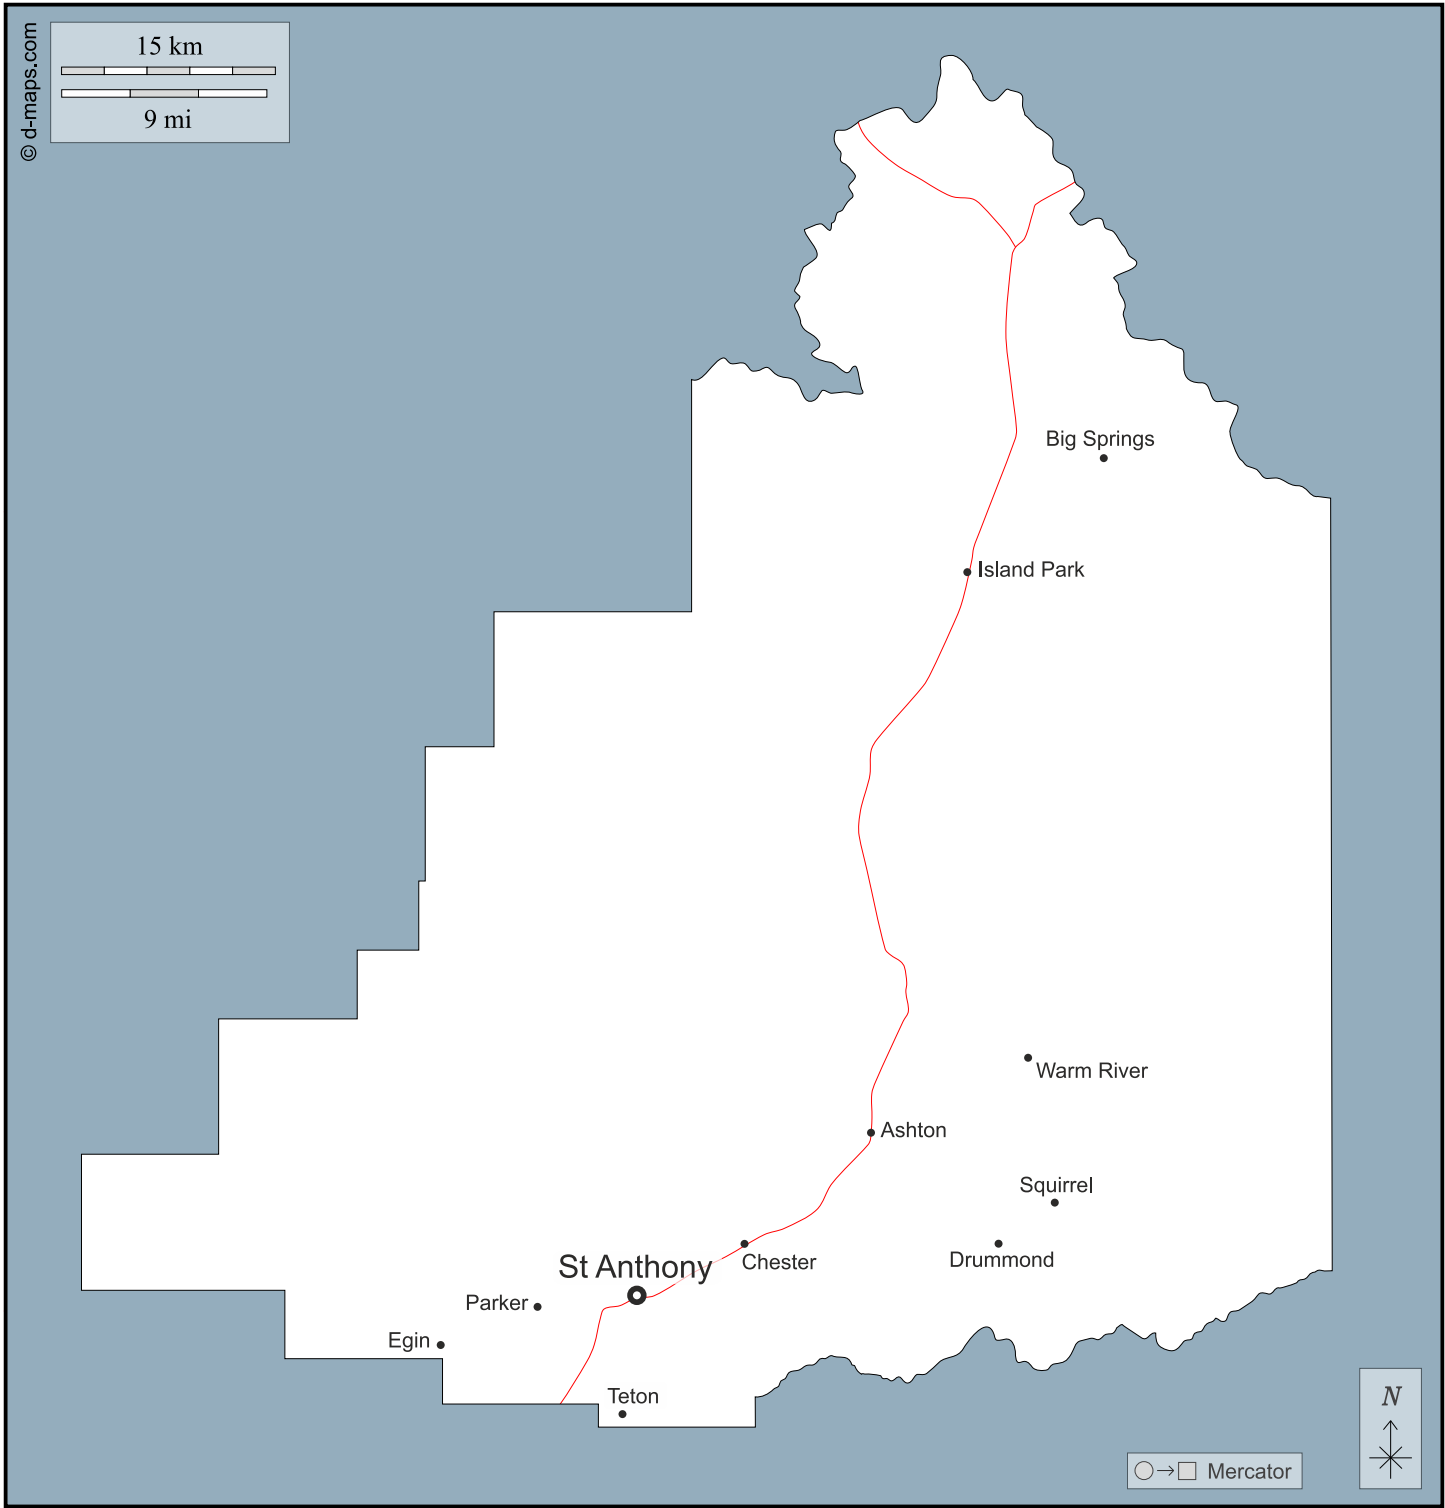 © d-maps.com
15 km
9 mi
Big Springs
Island Park
Warm River
Ashton
Squirrel
Drummond
Chester
St Anthony
Parker
Egin
Teton
N
Mercator